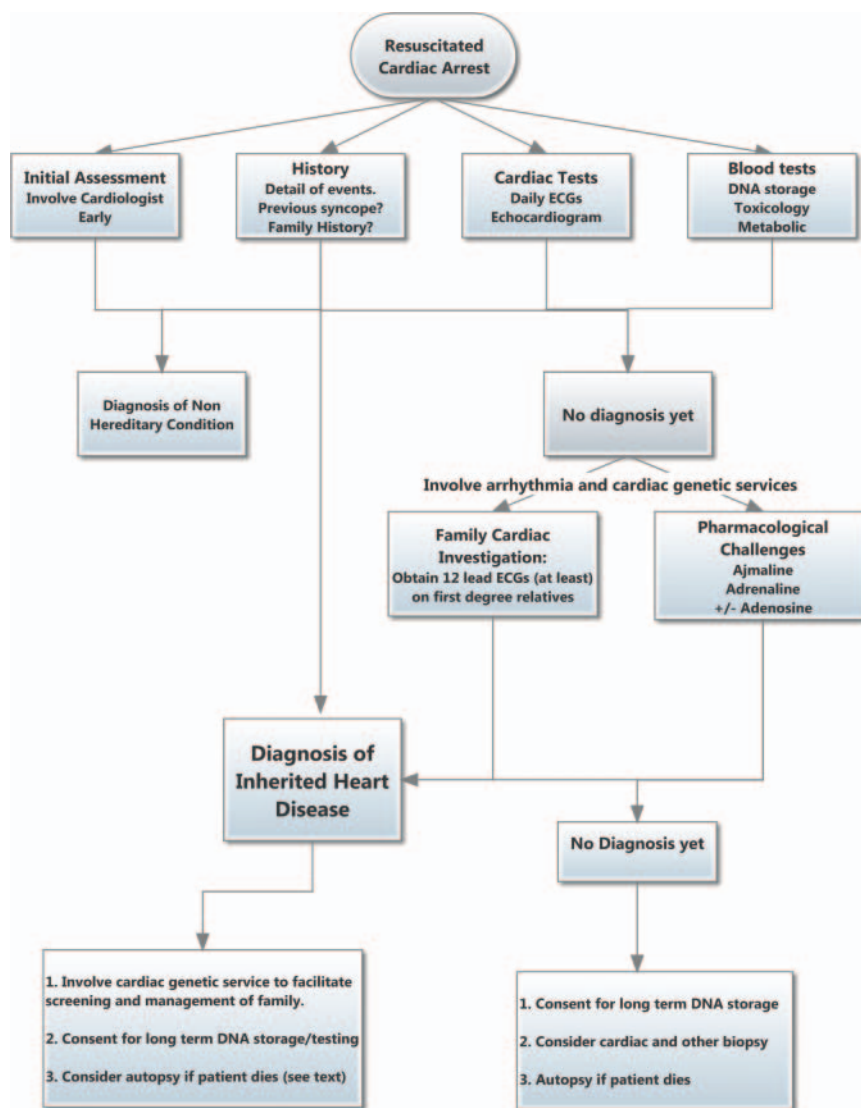 Resuscitated
Cardiac Arrest
Initial Assessment
Involve Cardiologist
Early
History
Detail of events.
Previous syncope?
Family History?
Cardiac Tests
Daily ECGs
Echocardiogram
Blood tests
DNA storage
Toxicology
Metabolic
Diagnosis of Non
Hereditary Condition
No diagnosis yet
Involve arrhythmia and cardiac genetic services
Family Cardiac
Investigation:
Obtain 12 lead ECGs (at least)
on first degree relatives
Pharmacological
Challenges
Ajmaline
Adrenaline
+/- Adenosine
Diagnosis of
Inherited Heart
Disease
No Diagnosis yet
1. Involve cardiac genetic service to facilitate
screening and management of family.
2. Consent for long term DNA storage/testing
3. Consider autopsy if patient dies (see text)
1. Consent for long term DNA storage
2. Consider cardiac and other biopsy
3. Autopsy if patient dies